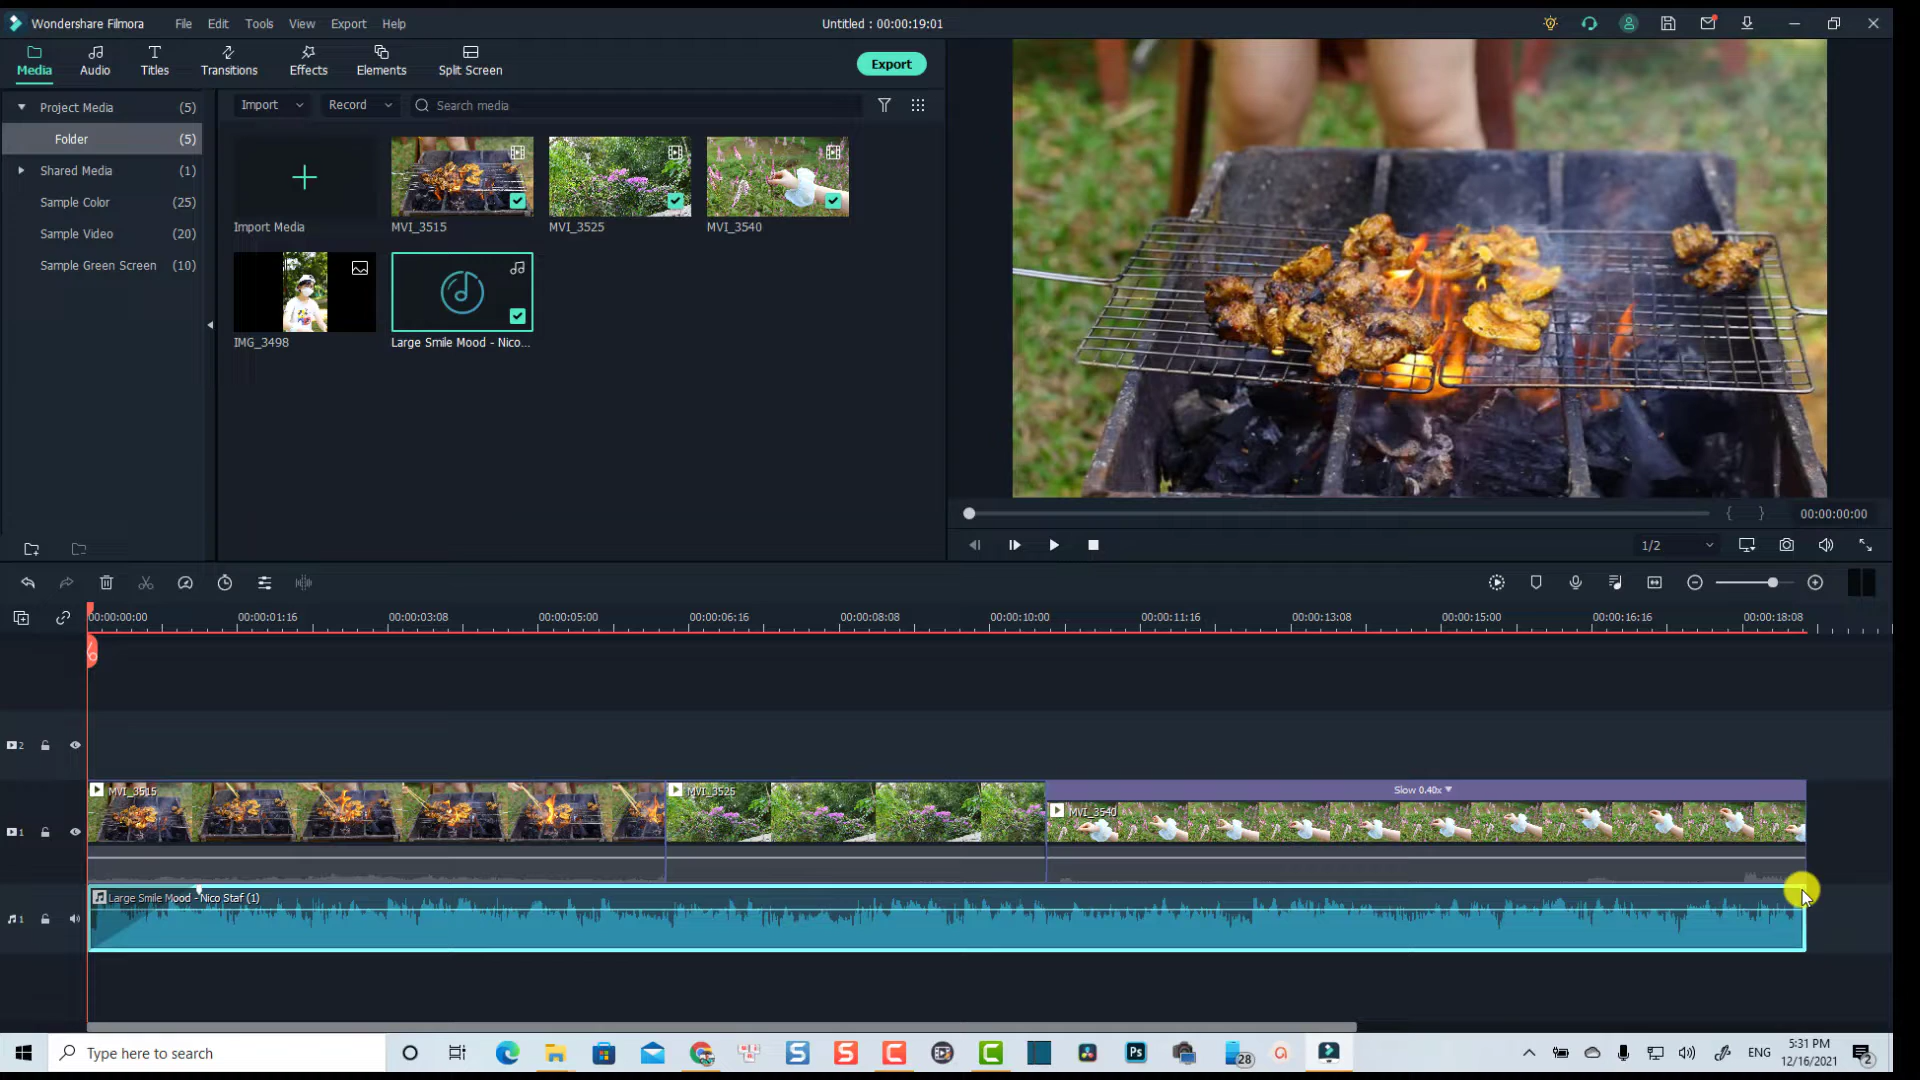 Wondershare Filmora File Edit Tools View Export Help Untitled : 00:00:19:01
Media Audio Titles Transitions Effects Elements Split Screen Export
Project Media (5)
Folder (5)
Shared Media (1)
Sample Color (25)
Sample Video (20)
Sample Green Screen (10)
Import Record Search media
Import Media MVI_3515 MVI_3525 MVI_3540
IMG_3498 Large Smile Mood - Nico...
00:00:00:00
1/2
00:00:00:00 00:00:01:16 00:00:03:08 00:00:05:00 00:00:06:16 00:00:08:08 00:00:10:00 00:00:11:16 00:00:13:08 00:00:15:00 00:00:16:16 00:00:18:08
2
MVI_3515 MVI_3525 Slow 0.40x
MVI_3540
1
Large Smile Mood - Nico Staf (1)
1
Type here to search
Ps
28
ENG
5:31 PM
12/16/2021
2